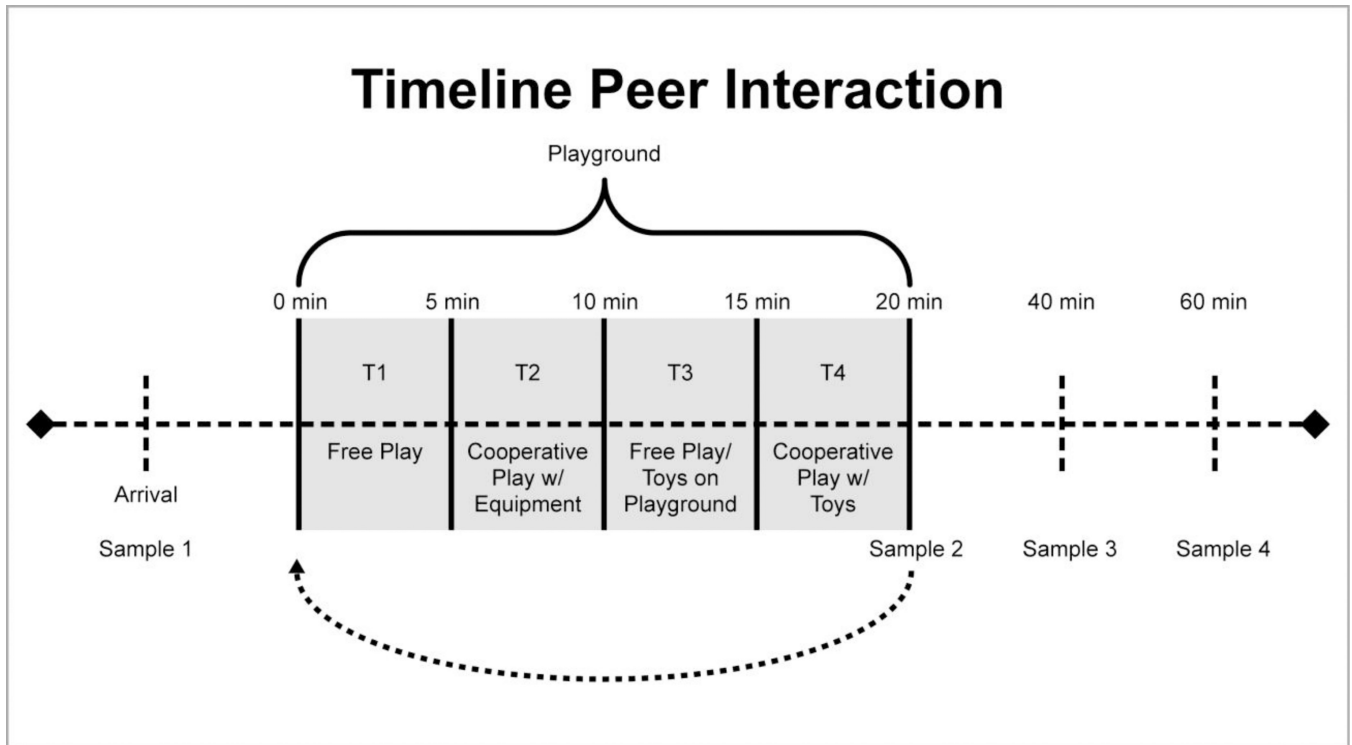 Timeline Peer Interaction
Playground
0 min 5 min 10 min 15 min 20 min 40 min 60 min
T1 T2 T3 T4
Free Play
Cooperative
Play w/
Equipment
Free Play/
Toys on
Playground
Cooperative
Play w/
Toys
Arrival
Sample 1 Sample 2 Sample 3 Sample 4